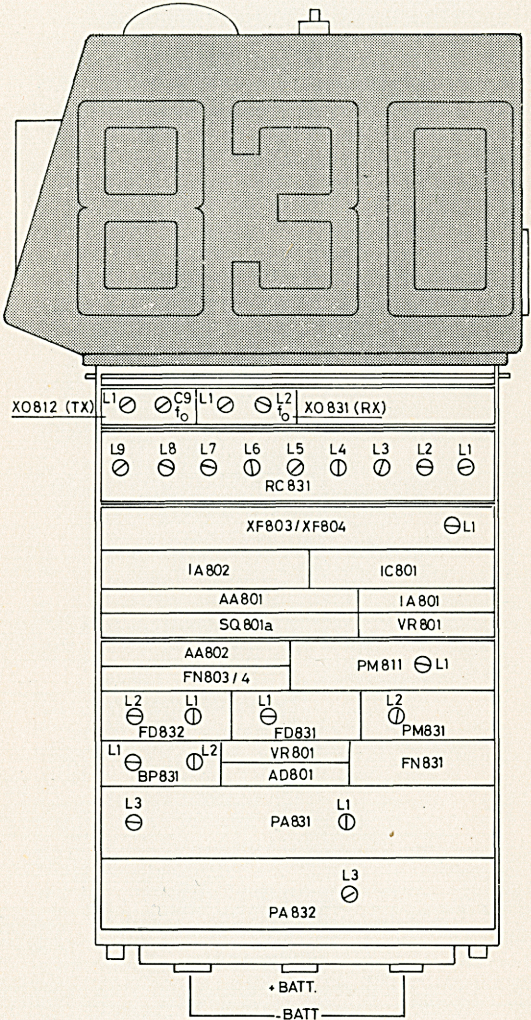 830
XO812 (TX) L1 C9 fo L1 L2 fo XO831 (RX)
L9 L8 L7 L6 L5 L4 L3 L2 L1
RC831
XF803/XF804 L1
IA802 IC801
AA801 IA801
SQ801a VR801
AA802
FN803/4
PM811 L1
L2 L1 L1 L2
FD832 FD831 PM831
L1 L2
BP831
VR801
AD801
FN831
L3 L1
PA831
L3
PA832
+ BATT.
-BATT